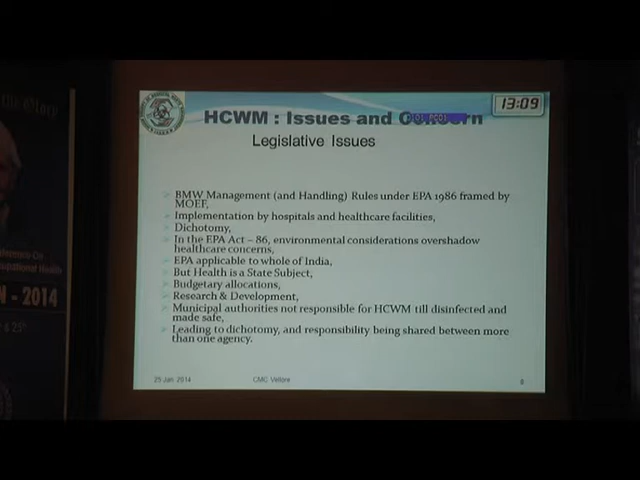 13:09
HCWM : Issues and Concern
Legislative Issues
BMW Management (and Handling) Rules under EPA 1986 framed by
MOEF,
Implementation by hospitals and healthcare facilities,
Dichotomy,
In the EPA Act – 86, environmental considerations overshadow
healthcare concerns,
EPA applicable to whole of India,
But Health is a State Subject,
Budgetary allocations,
Research & Development,
Municipal authorities not responsible for HCWM till disinfected and
made safe,
Leading to dichotomy, and responsibility being shared between more
than one agency.
25 Jan 2014
CMC Vellore
8
- 2014